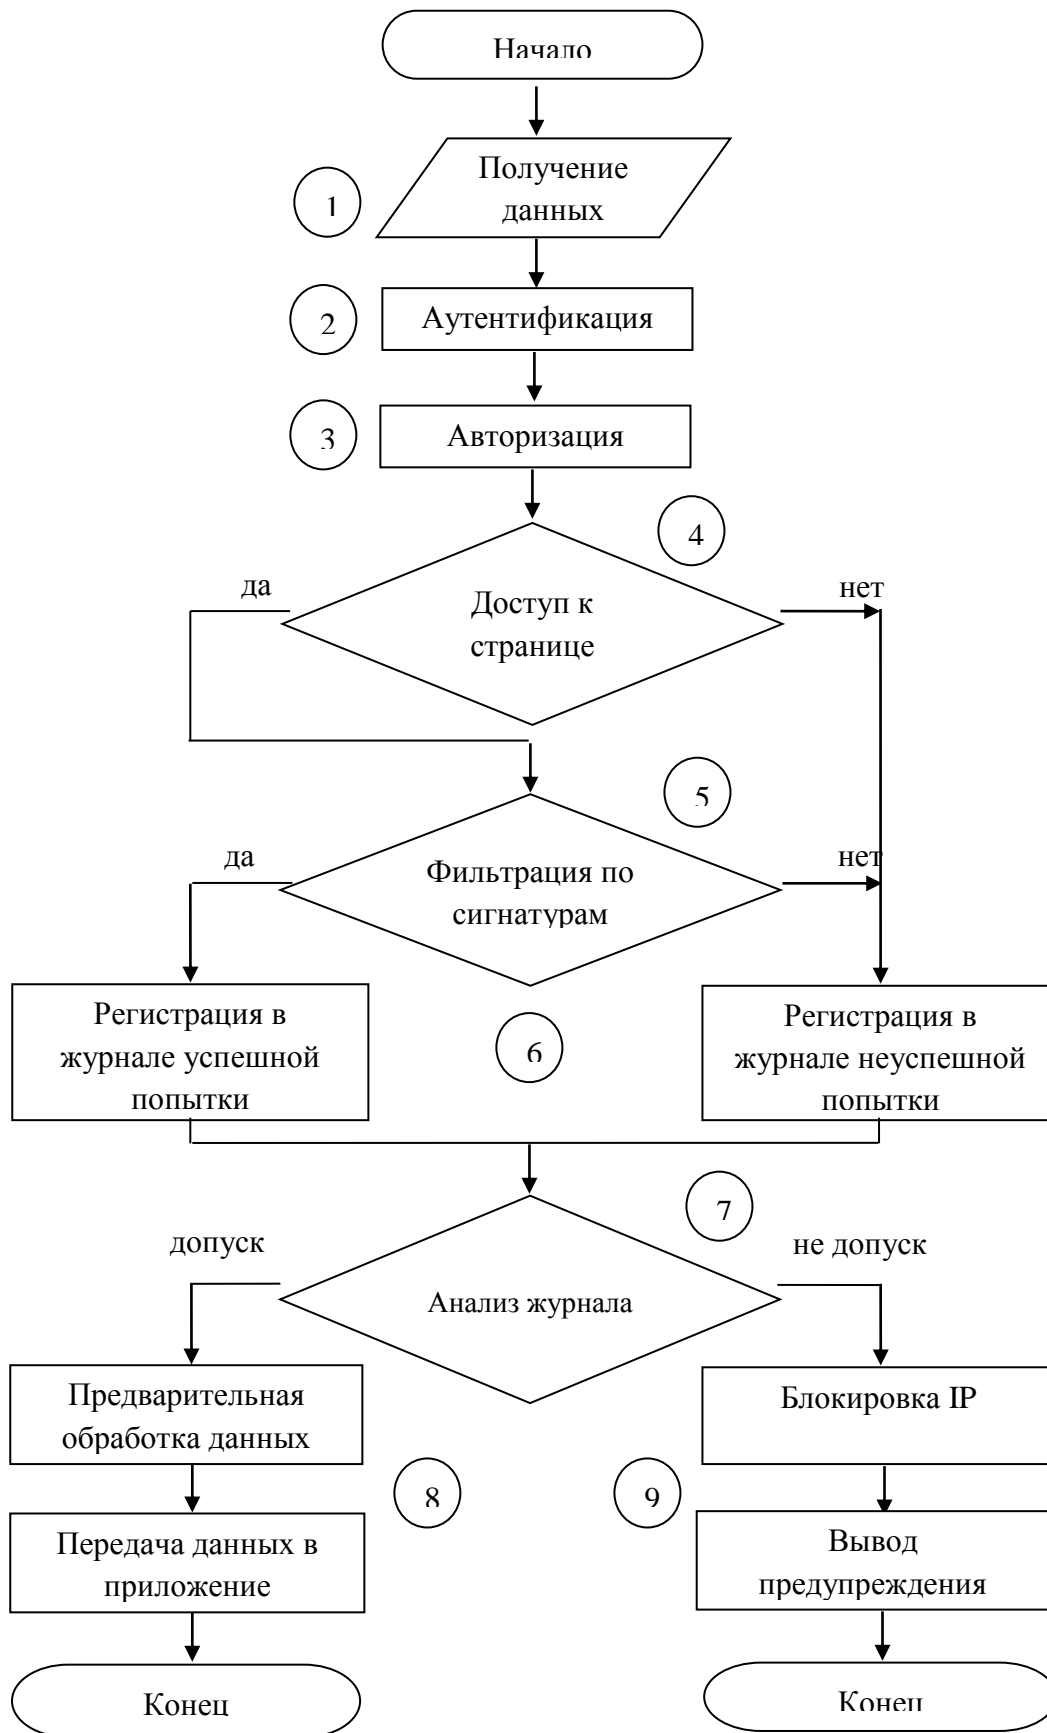 Начало
1
Получение
данных
2
Аутентификация
3
Авторизация
4
да
нет
Доступ к
странице
5
да
нет
Фильтрация по
сигнатурам
Регистрация в
журнале успешной
попытки
6
Регистрация в
журнале неуспешной
попытки
7
допуск
не допуск
Анализ журнала
Предварительная
обработка данных
Блокировка IP
8
9
Передача данных в
приложение
Вывод
предупреждения
Конец
Конец